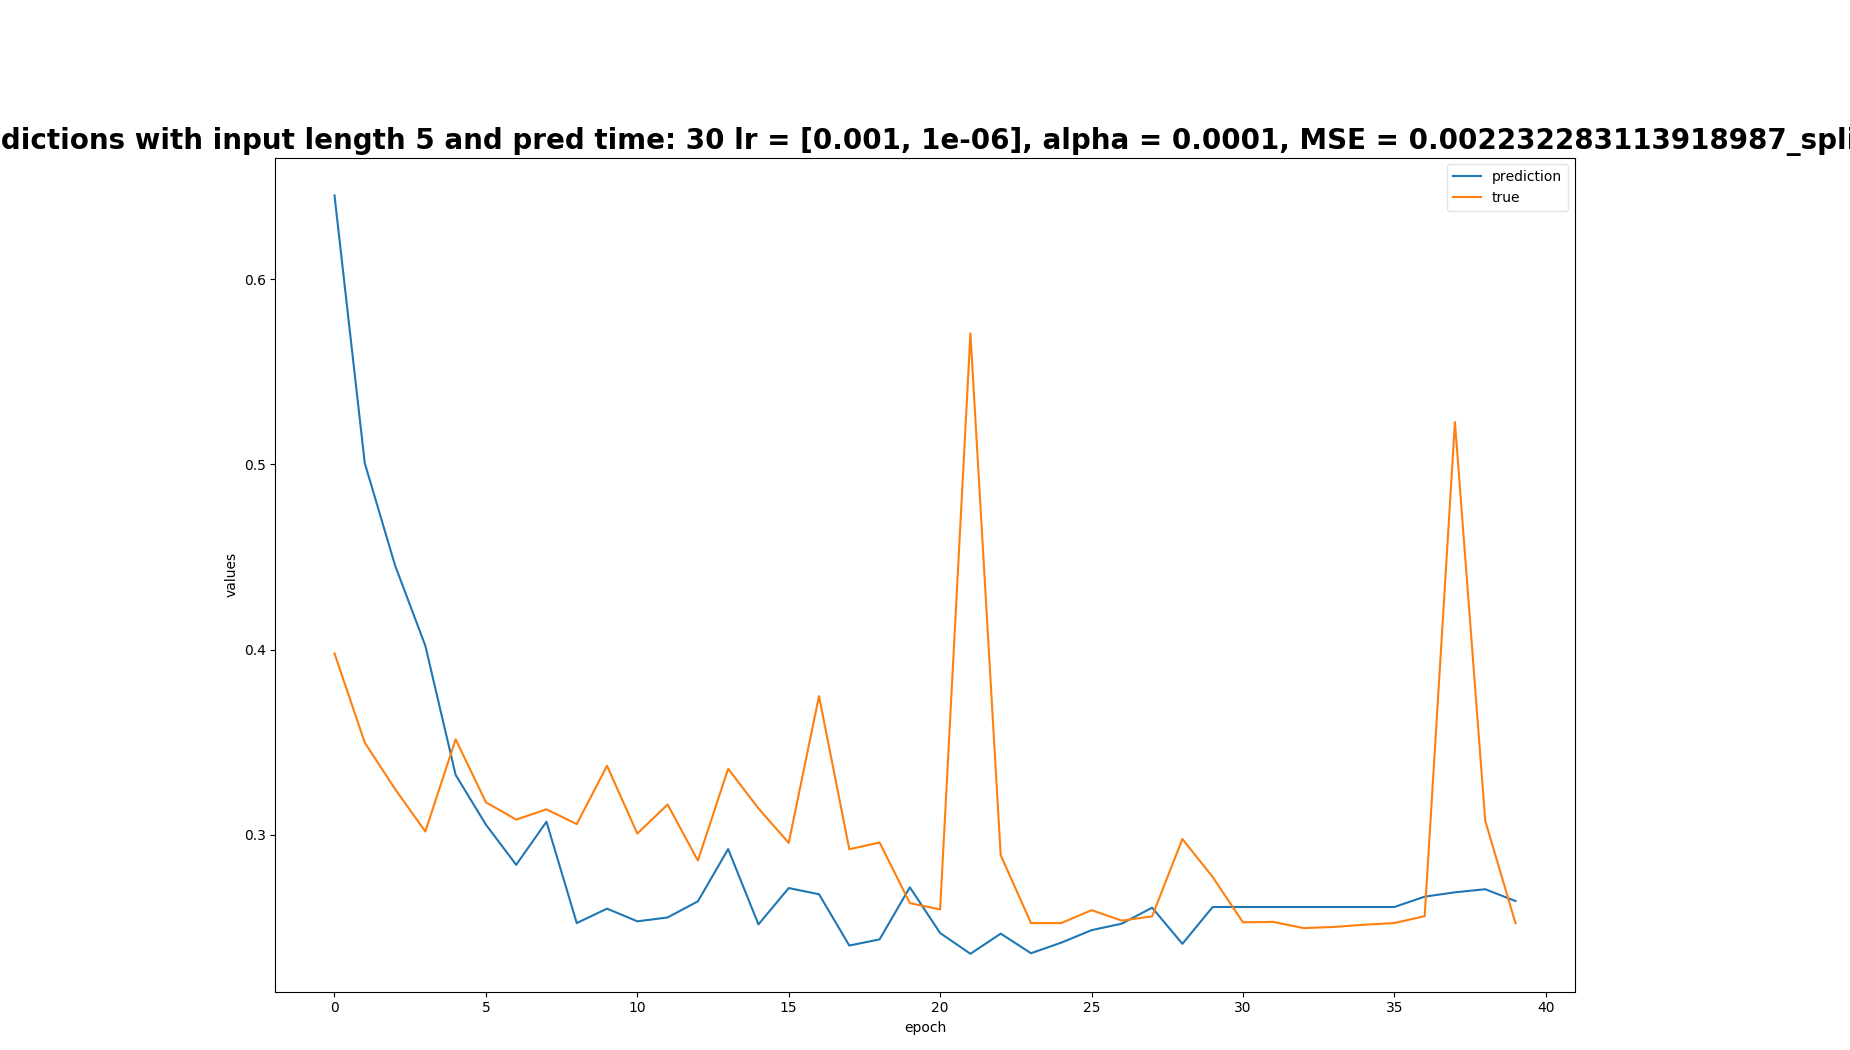 dictions with input length 5 and pred time: 30 lr = [0.001, 1e-06], alpha = 0.0001, MSE = 0.002232283113918987_spli
prediction
true
0.6
0.5
0.4
0.3
values
0 5 10 15 20 25 30 35 40
epoch